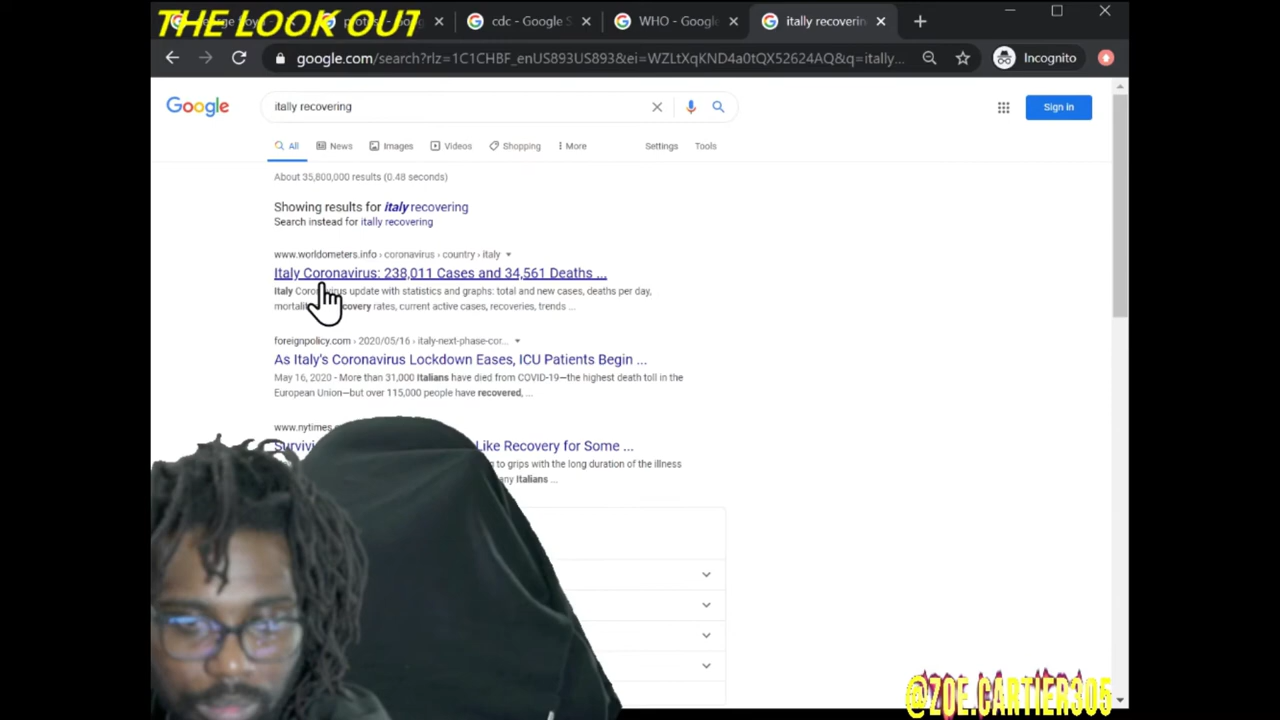 THE LOOK OUT
cdc - Google S
WHO - Google
itally recoverin
google.com/search?rlz=1C1CHBF_enUS893US893&ei=WZLtXqKND4a0tQX52624AQ&q=itally...
Incognito
Google
itally recovering
Sign in
All
News
Images
Videos
Shopping
More
Settings
Tools
About 35,800,000 results (0.48 seconds)
Showing results for italy recovering
Search instead for itally recovering
www.worldometers.info › coronavirus › country › italy
Italy Coronavirus: 238,011 Cases and 34,561 Deaths ...
Italy Coronavirus update with statistics and graphs: total and new cases, deaths per day,
recovery rates, current active cases, recoveries, trends ...
foreignpolicy.com › 2020/05/16 › italy-next-phase-cor...
As Italy's Coronavirus Lockdown Eases, ICU Patients Begin ...
May 16, 2020 - More than 31,000 Italians have died from COVID-19—the highest death toll in the
European Union—but over 115,000 people have recovered, ...
www.nytimes.
Like Recovery for Some ...
to grips with the long duration of the illness
Italians ...
@ZOE.CARTIER305